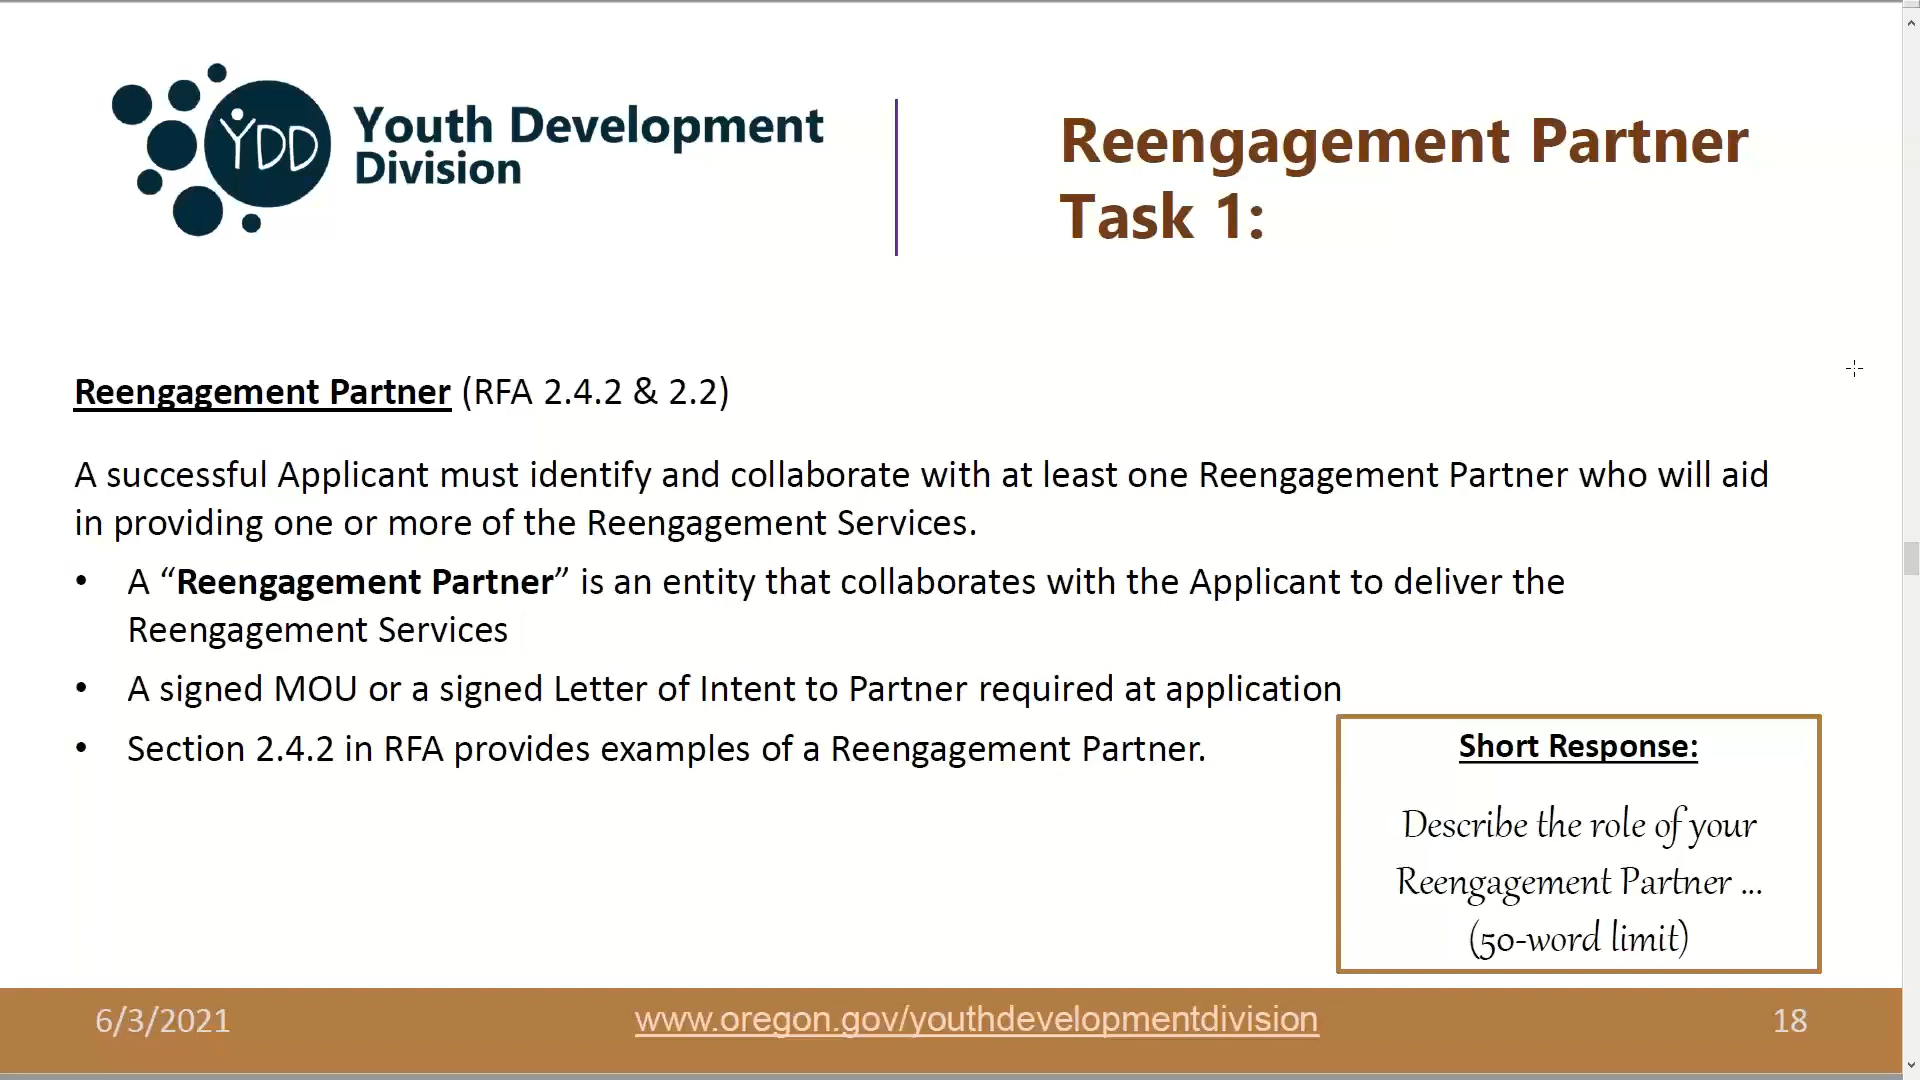 YDD
Youth Development
Division
Reengagement Partner
Task 1:
Reengagement Partner (RFA 2.4.2 & 2.2)
A successful Applicant must identify and collaborate with at least one Reengagement Partner who will aid
in providing one or more of the Reengagement Services.
• A “Reengagement Partner” is an entity that collaborates with the Applicant to deliver the
Reengagement Services
• A signed MOU or a signed Letter of Intent to Partner required at application
• Section 2.4.2 in RFA provides examples of a Reengagement Partner.
Short Response:
Describe the role of your
Reengagement Partner ...
(50-word limit)
6/3/2021
www.oregon.gov/youthdevelopmentdivision
18